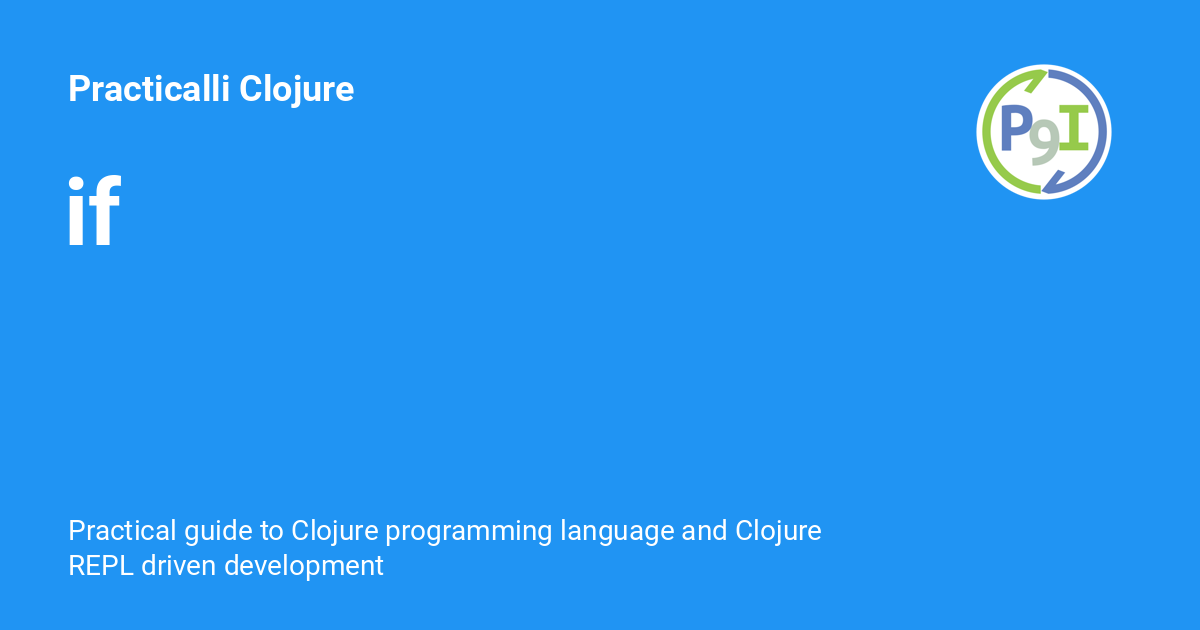 Practicalli Clojure
P9I
if
Practical guide to Clojure programming language and Clojure
REPL driven development